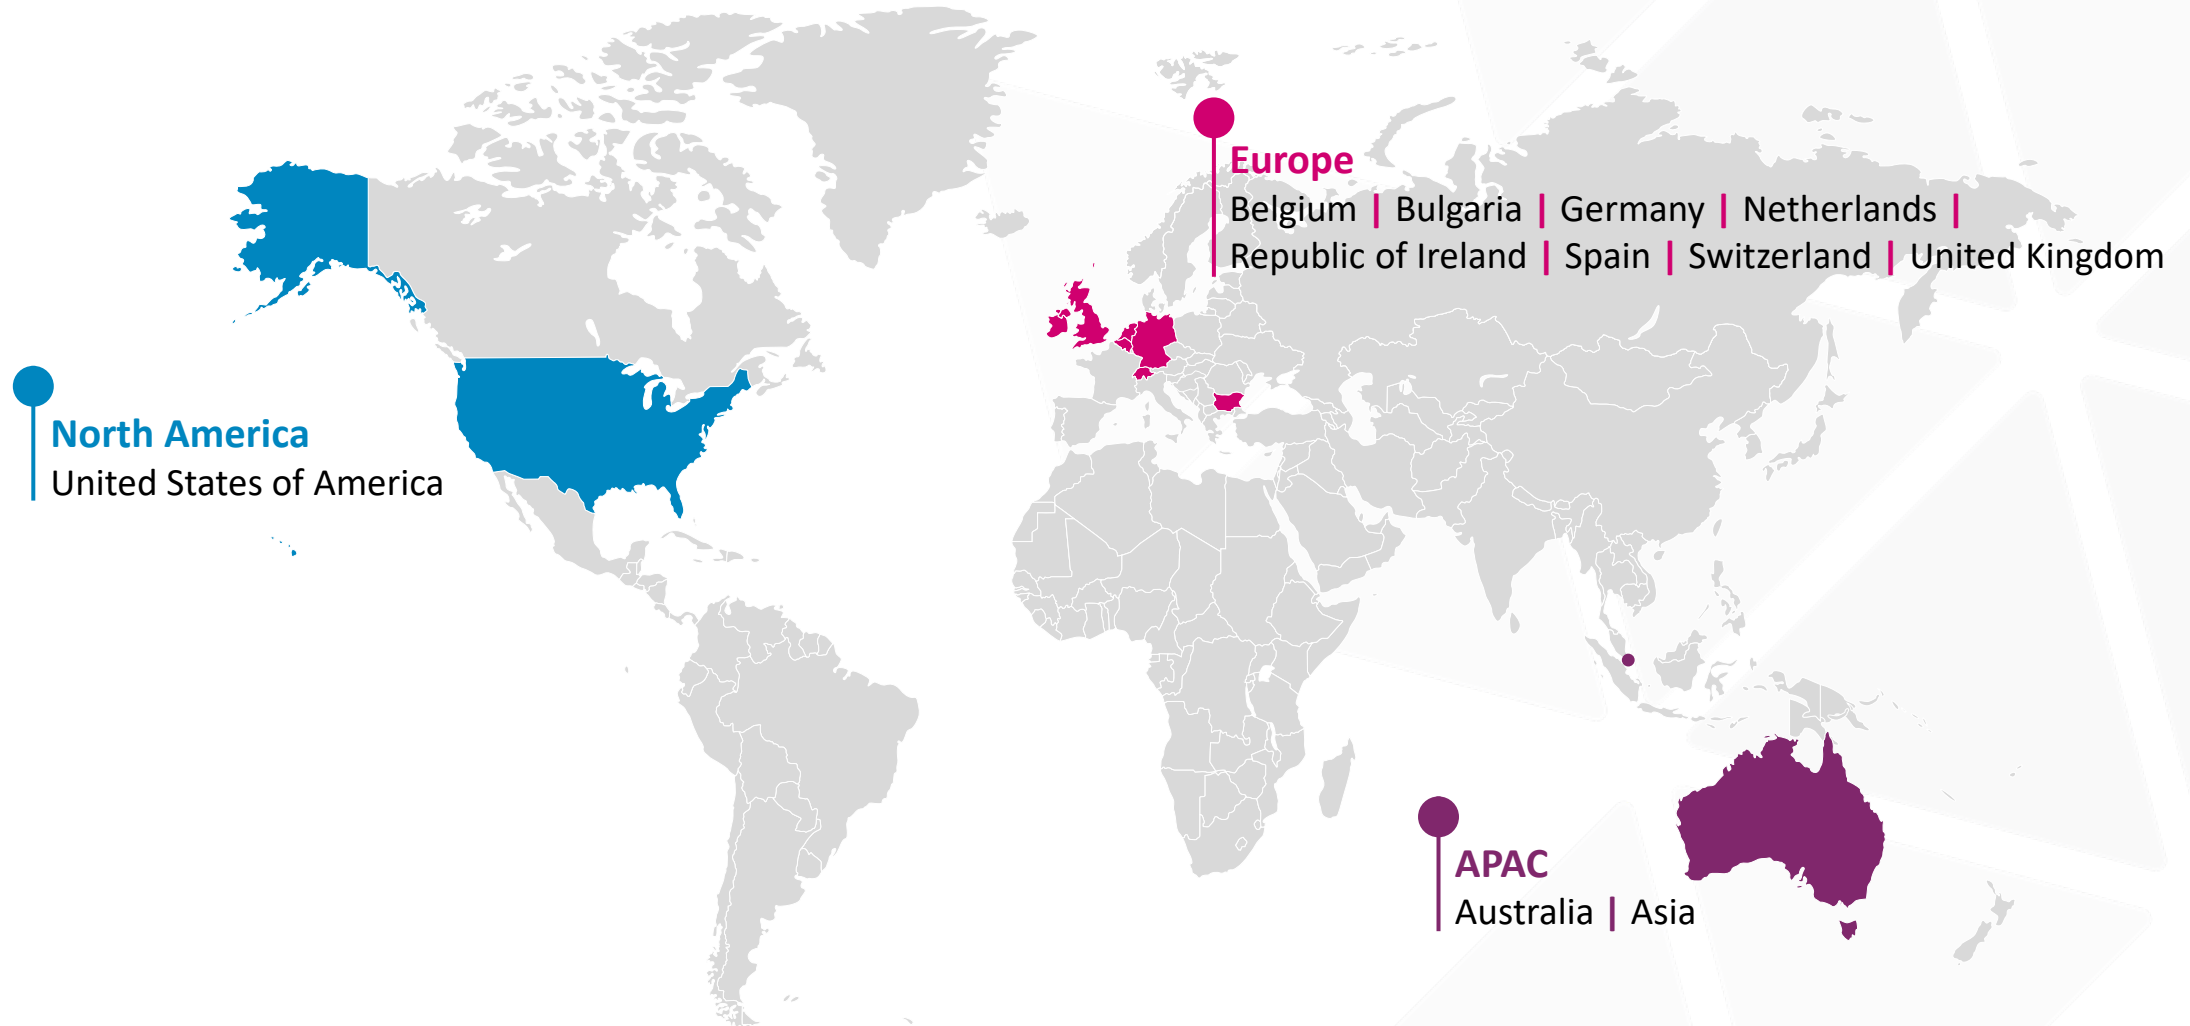 Europe
Belgium | Bulgaria | Germany | Netherlands |
Republic of Ireland | Spain | Switzerland | United Kingdom
North America
United States of America
APAC
Australia | Asia